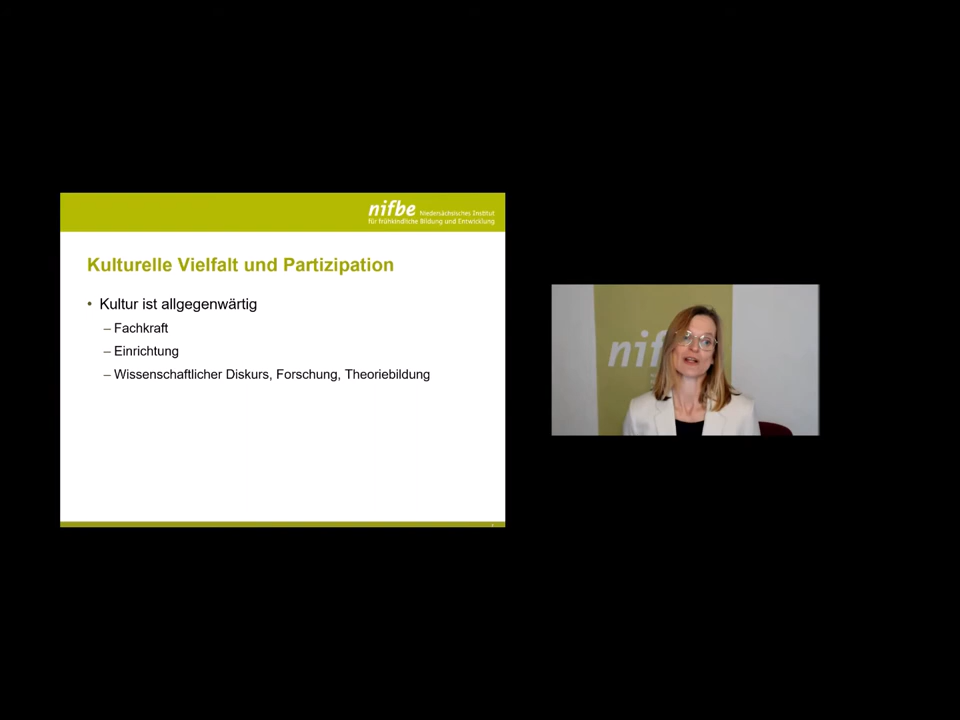 nifbe Niedersächsisches Institut
für frühkindliche Bildung und Entwicklung
Kulturelle Vielfalt und Partizipation
• Kultur ist allgegenwärtig
– Fachkraft
– Einrichtung
– Wissenschaftlicher Diskurs, Forschung, Theoriebildung
nif